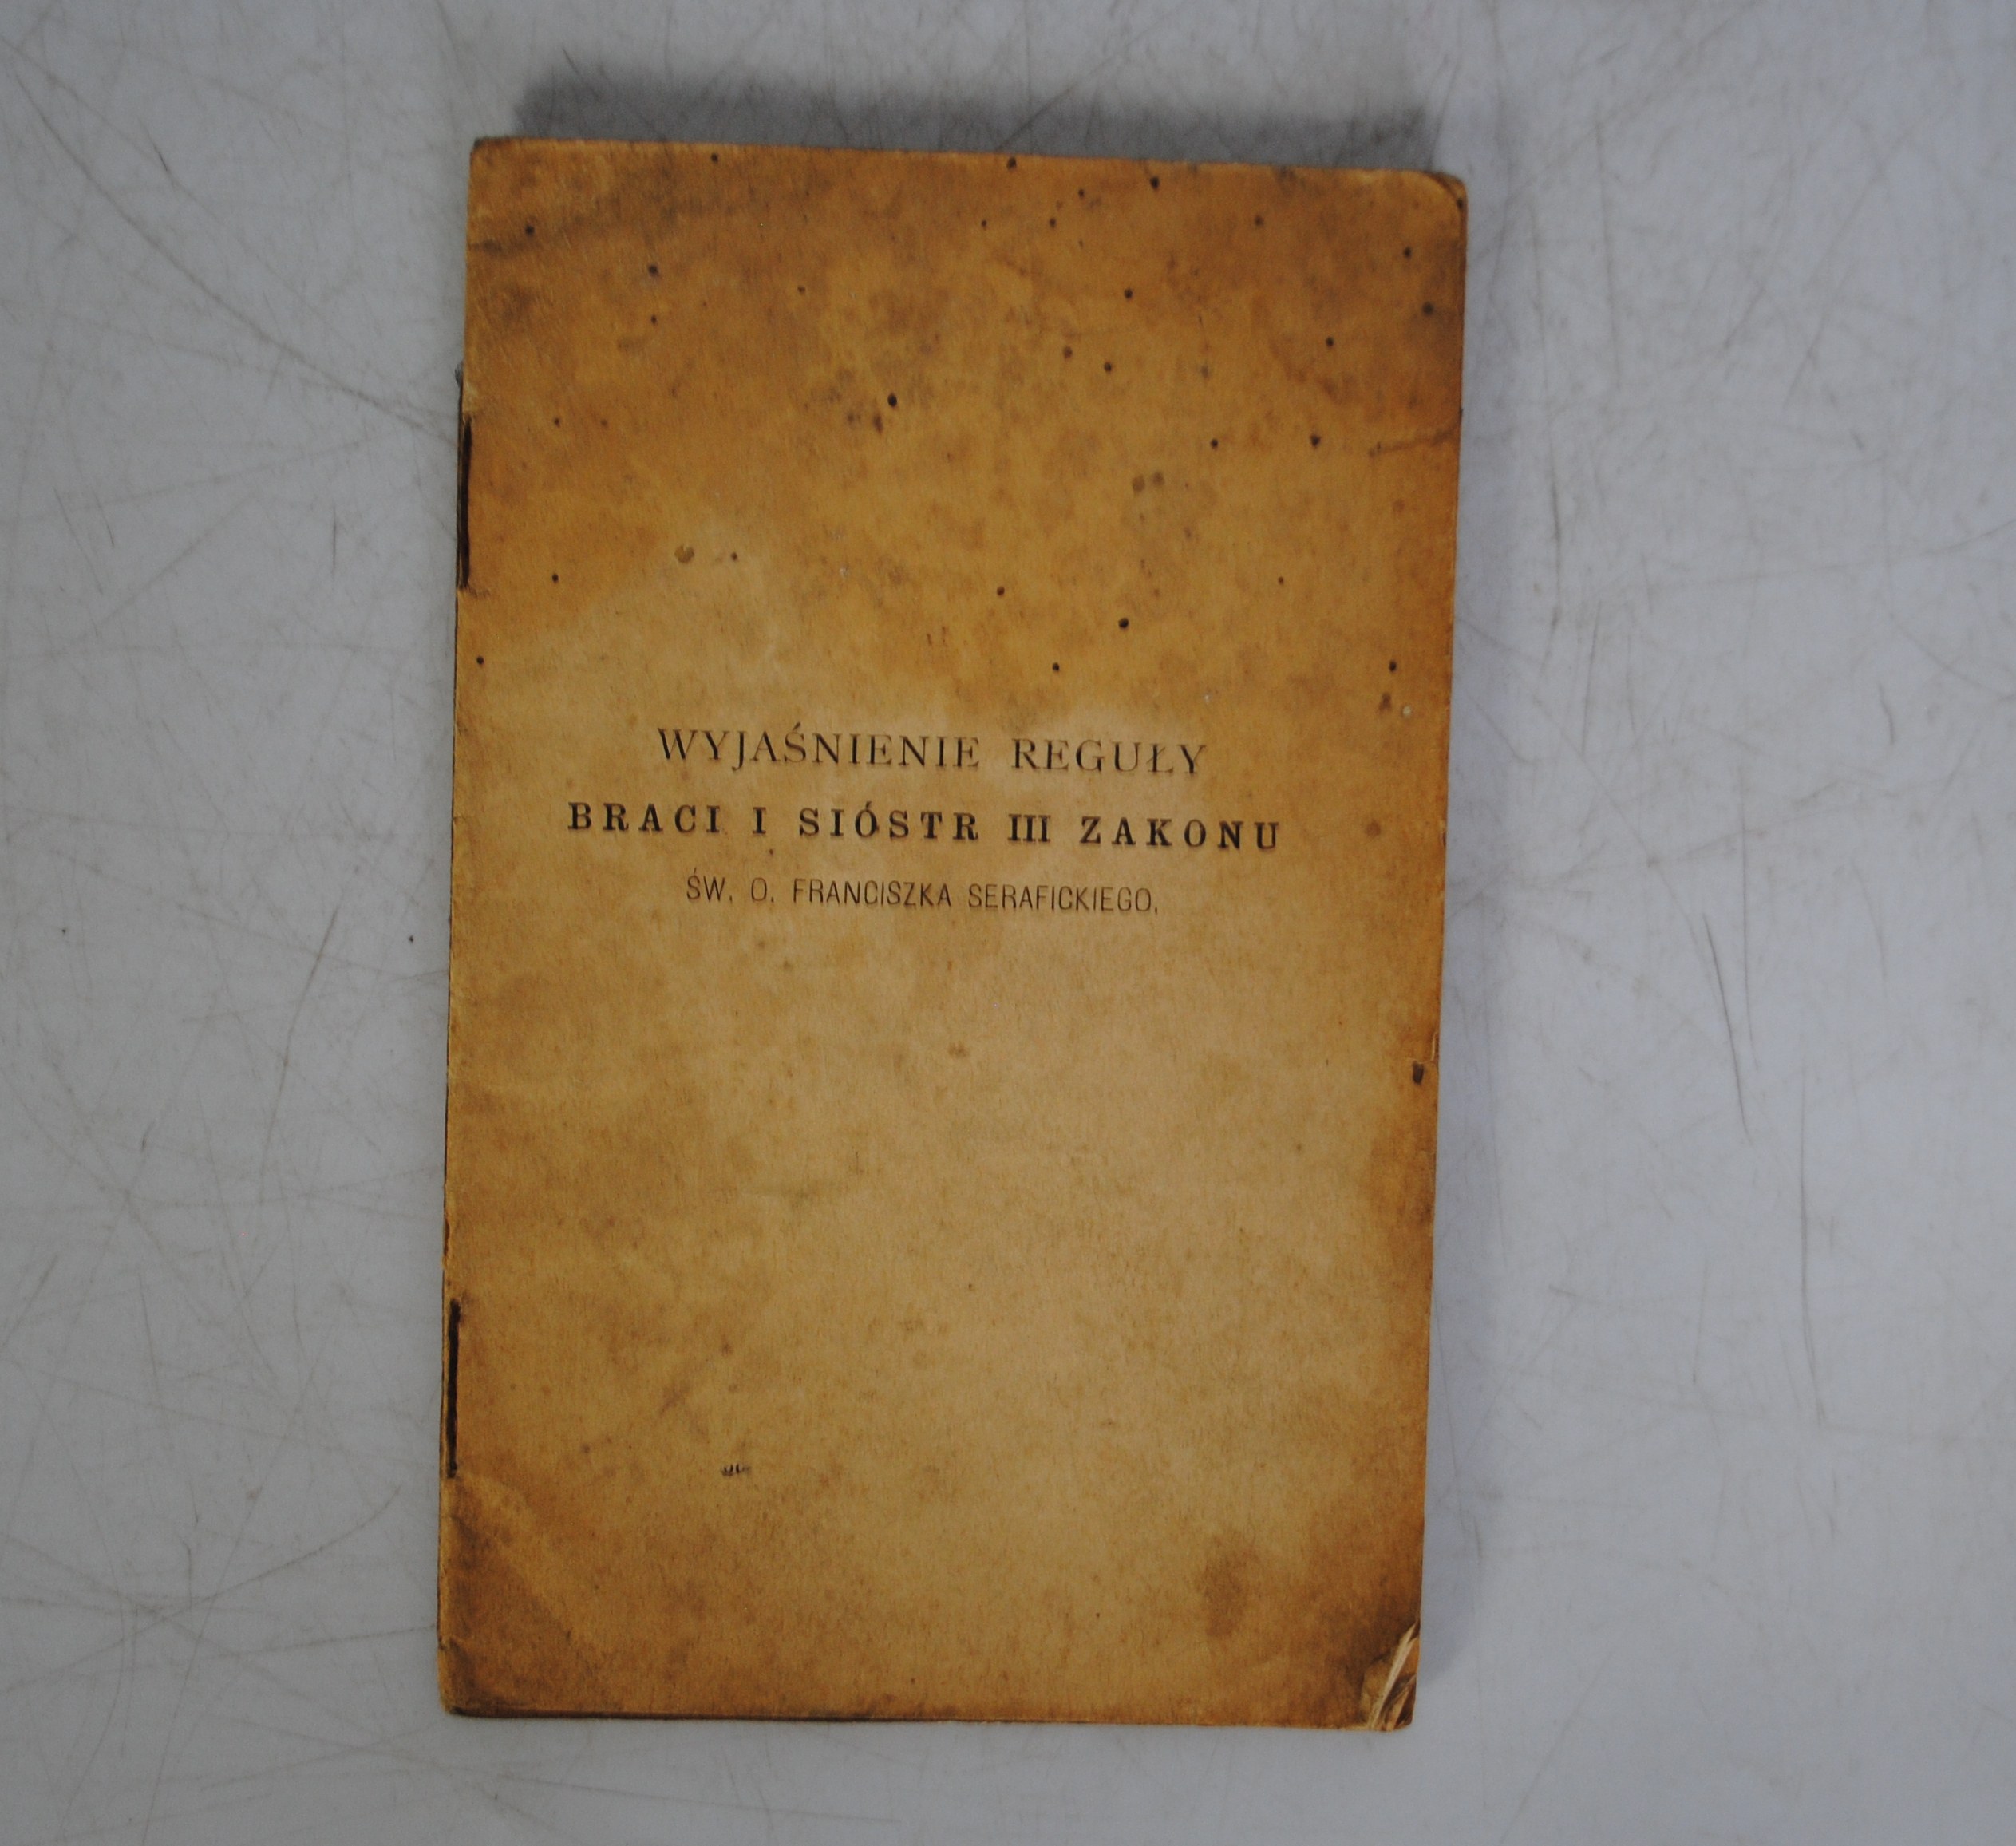 WYJAŚNIENIE REGUŁY
BRACI I SIÓSTR III ZAKONU
ŚW. O. FRANCISZKA SERAFICKIEGO.